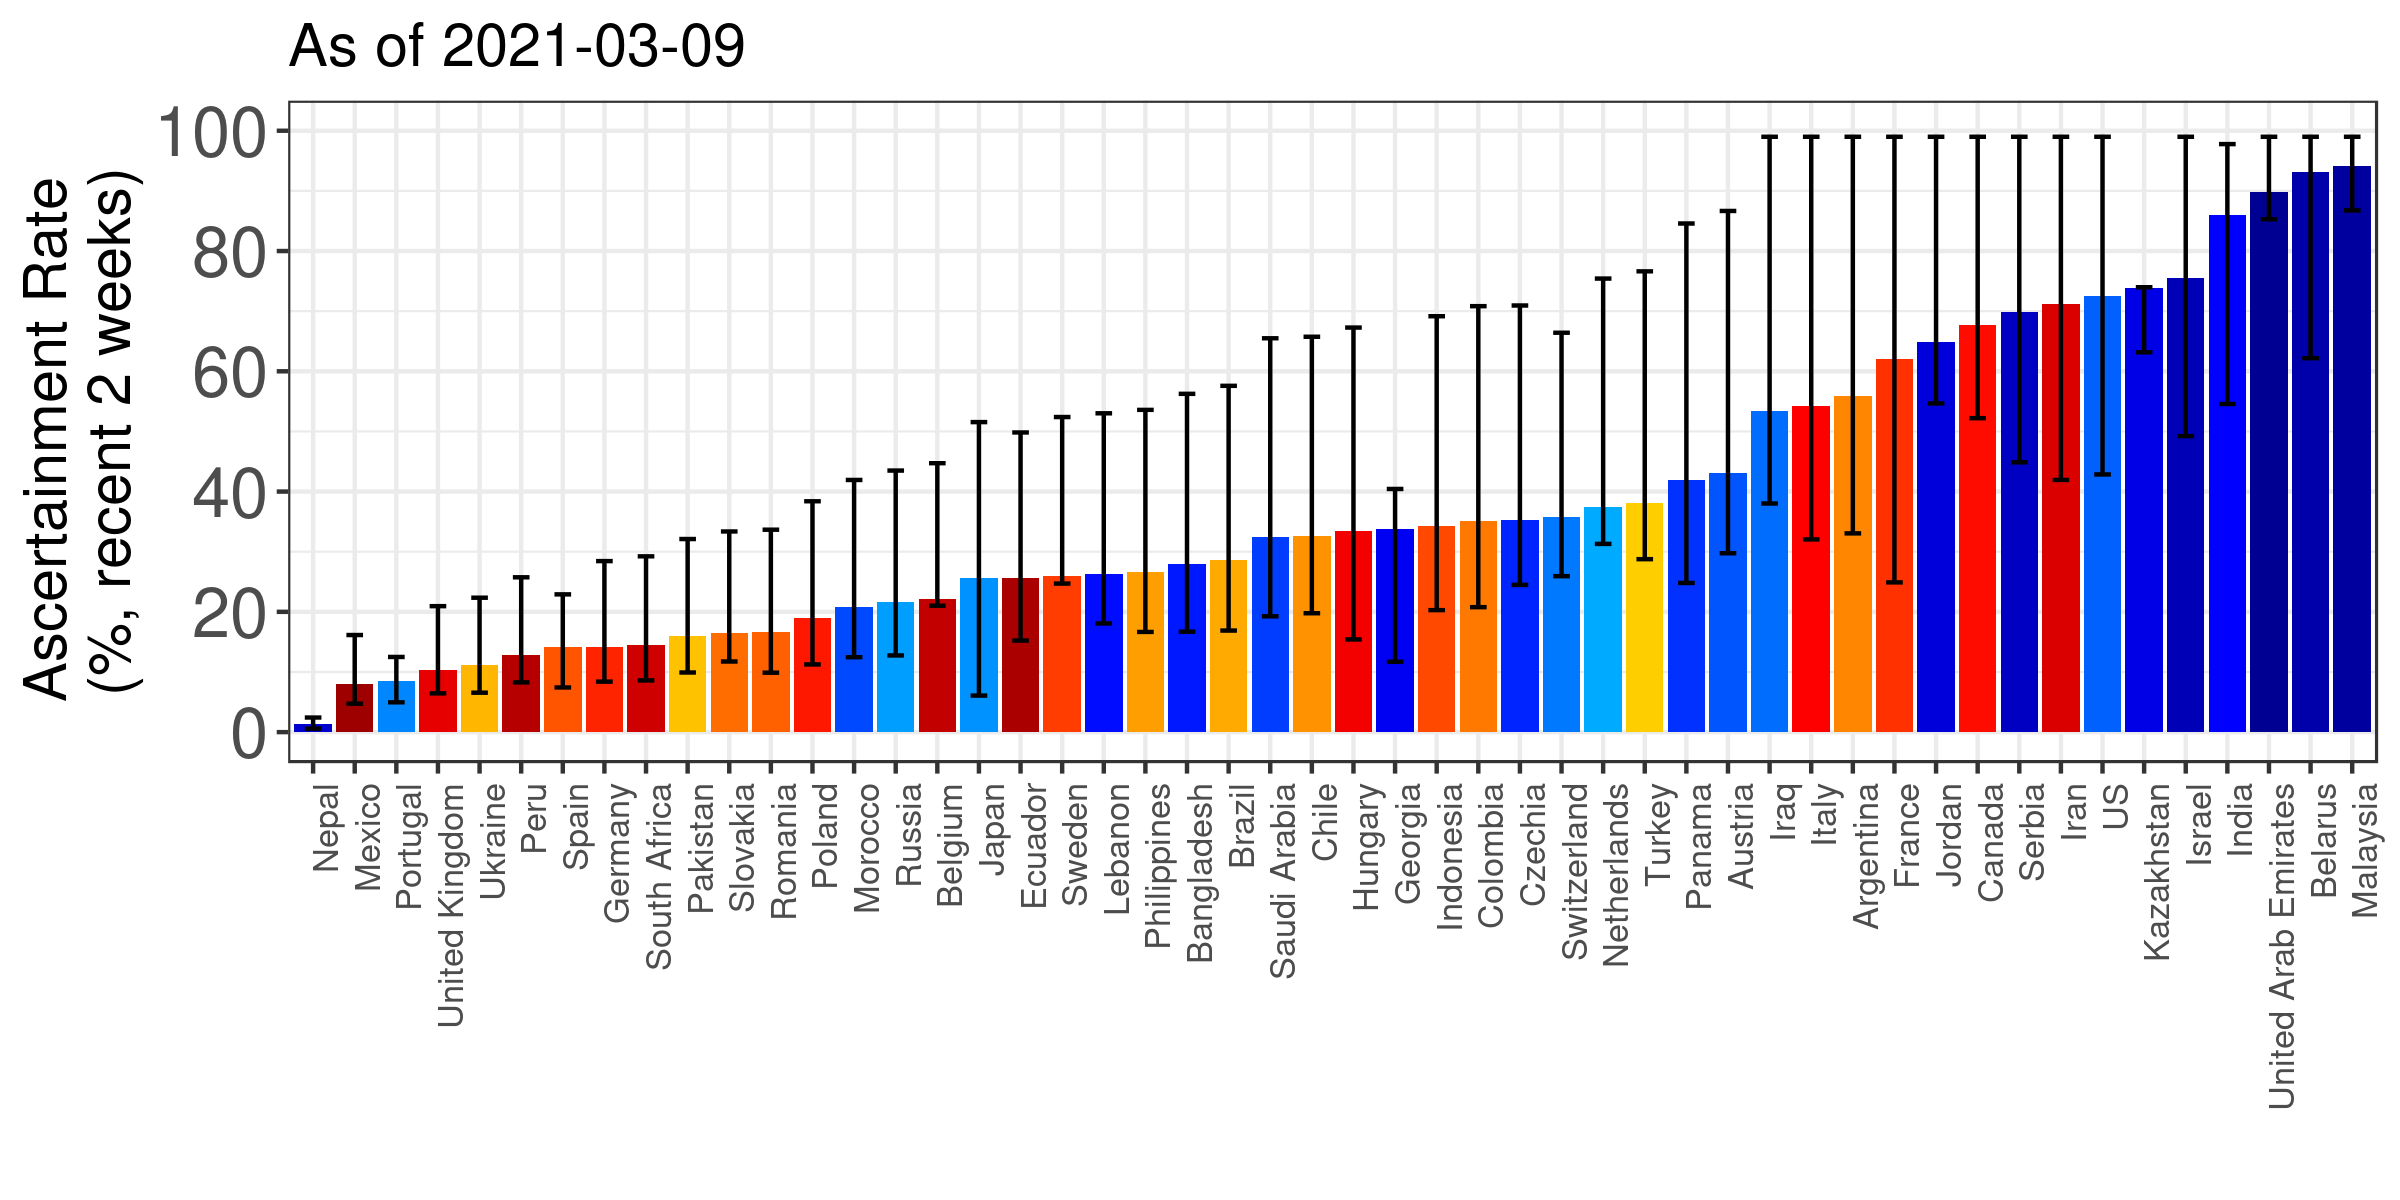 As of 2021-03-09
Ascertainment Rate
(%, recent 2 weeks)
100
80
60
40
20
0
Nepal
Mexico
Portugal
United Kingdom
Ukraine
Peru
Spain
Germany
South Africa
Pakistan
Slovakia
Romania
Poland
Morocco
Russia
Belgium
Japan
Ecuador
Sweden
Lebanon
Philippines
Bangladesh
Brazil
Saudi Arabia
Chile
Hungary
Georgia
Indonesia
Colombia
Czechia
Switzerland
Netherlands
Turkey
Panama
Austria
Iraq
Italy
Argentina
France
Jordan
Canada
Serbia
Iran
US
Kazakhstan
Israel
India
United Arab Emirates
Belarus
Malaysia